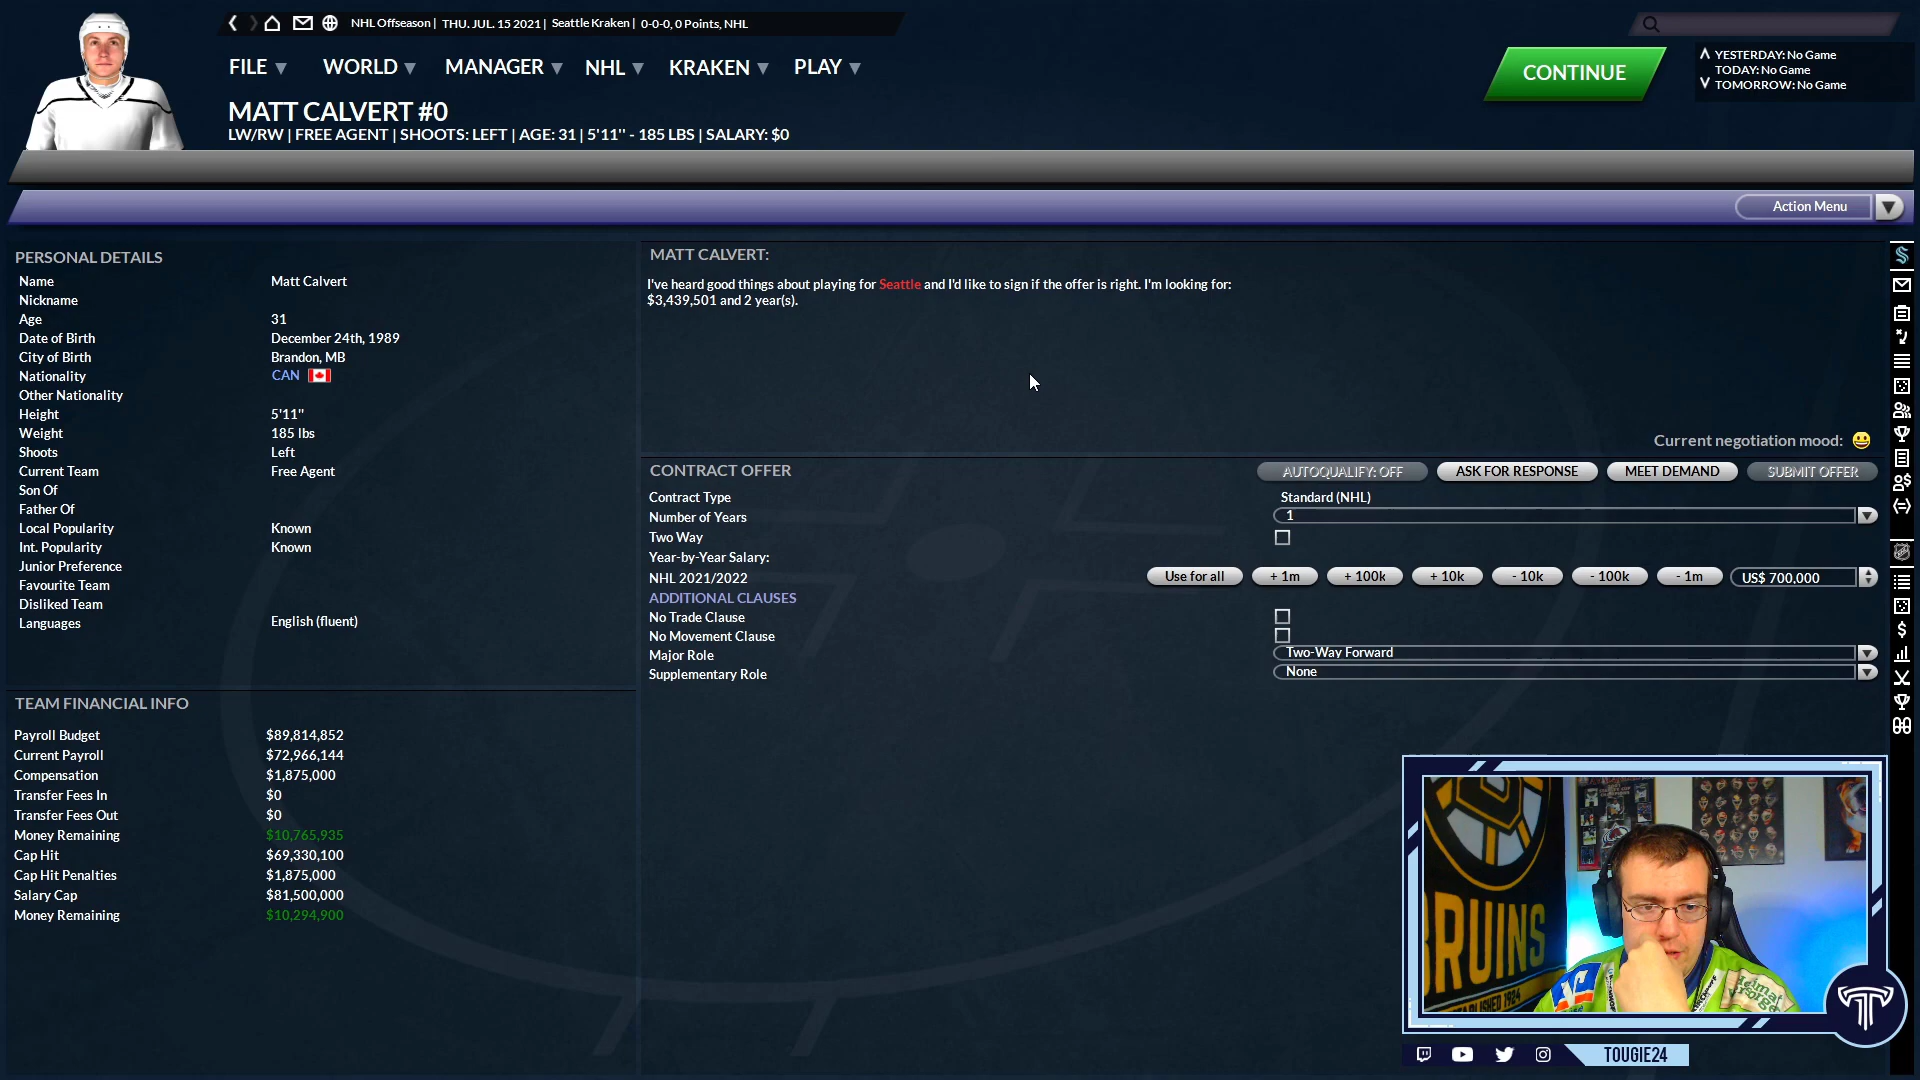 NHL Offseason | THU. JUL. 15 2021 | Seattle Kraken | 0-0-0, 0 Points, NHL
FILE WORLD MANAGER NHL KRAKEN PLAY
CONTINUE
YESTERDAY: No Game
TODAY: No Game
TOMORROW: No Game
MATT CALVERT #0
LW/RW | FREE AGENT | SHOOTS: LEFT | AGE: 31 | 5'11'' - 185 LBS | SALARY: $0
Action Menu
PERSONAL DETAILS
Name Matt Calvert
Nickname
Age 31
Date of Birth December 24th, 1989
City of Birth Brandon, MB
Nationality CAN
Other Nationality
Height 5'11"
Weight 185 lbs
Shoots Left
Current Team Free Agent
Son Of
Father Of
Local Popularity Known
Int. Popularity Known
Junior Preference
Favourite Team
Disliked Team
Languages English (fluent)
TEAM FINANCIAL INFO
Payroll Budget $89,814,852
Current Payroll $72,966,144
Compensation $1,875,000
Transfer Fees In $0
Transfer Fees Out $0
Money Remaining $10,765,935
Cap Hit $69,330,100
Cap Hit Penalties $1,875,000
Salary Cap $81,500,000
Money Remaining $10,294,900
MATT CALVERT:
I've heard good things about playing for Seattle and I'd like to sign if the offer is right. I'm looking for:
$3,439,501 and 2 year(s).
Current negotiation mood:
CONTRACT OFFER
AUTOQUALIFY: OFF ASK FOR RESPONSE MEET DEMAND SUBMIT OFFER
Contract Type Standard (NHL)
Number of Years 1
Two Way
Year-by-Year Salary:
NHL 2021/2022 Use for all + 1m + 100k + 10k - 10k - 100k - 1m US$ 700,000
ADDITIONAL CLAUSES
No Trade Clause
No Movement Clause
Major Role Two-Way Forward
Supplementary Role None
BRUINS
TOUGIE24